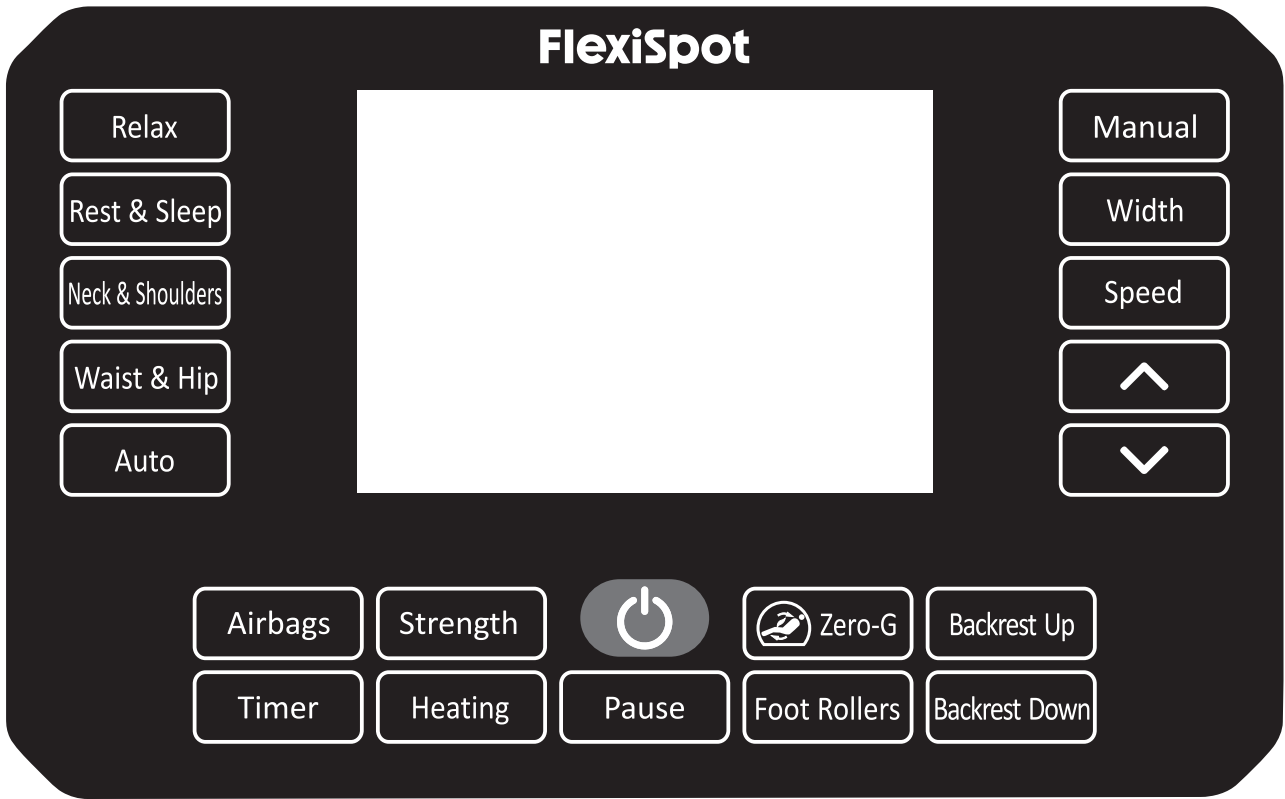 FlexiSpot
Relax
Rest & Sleep
Neck & Shoulders
Waist & Hip
Auto
Manual
Width
Speed
Airbags
Strength
Zero-G
Backrest Up
Timer
Heating
Pause
Foot Rollers
Backrest Down